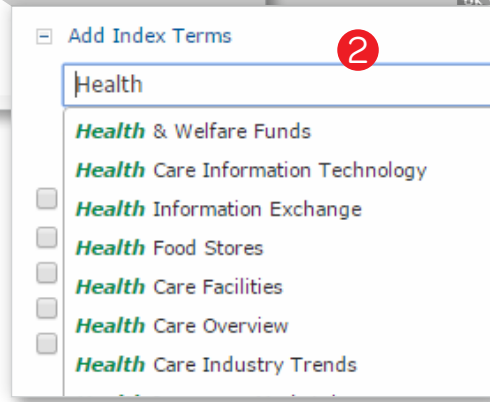 Add Index Terms
2
Health
Health & Welfare Funds
Health Care Information Technology
Health Information Exchange
Health Food Stores
Health Care Facilities
Health Care Overview
Health Care Industry Trends